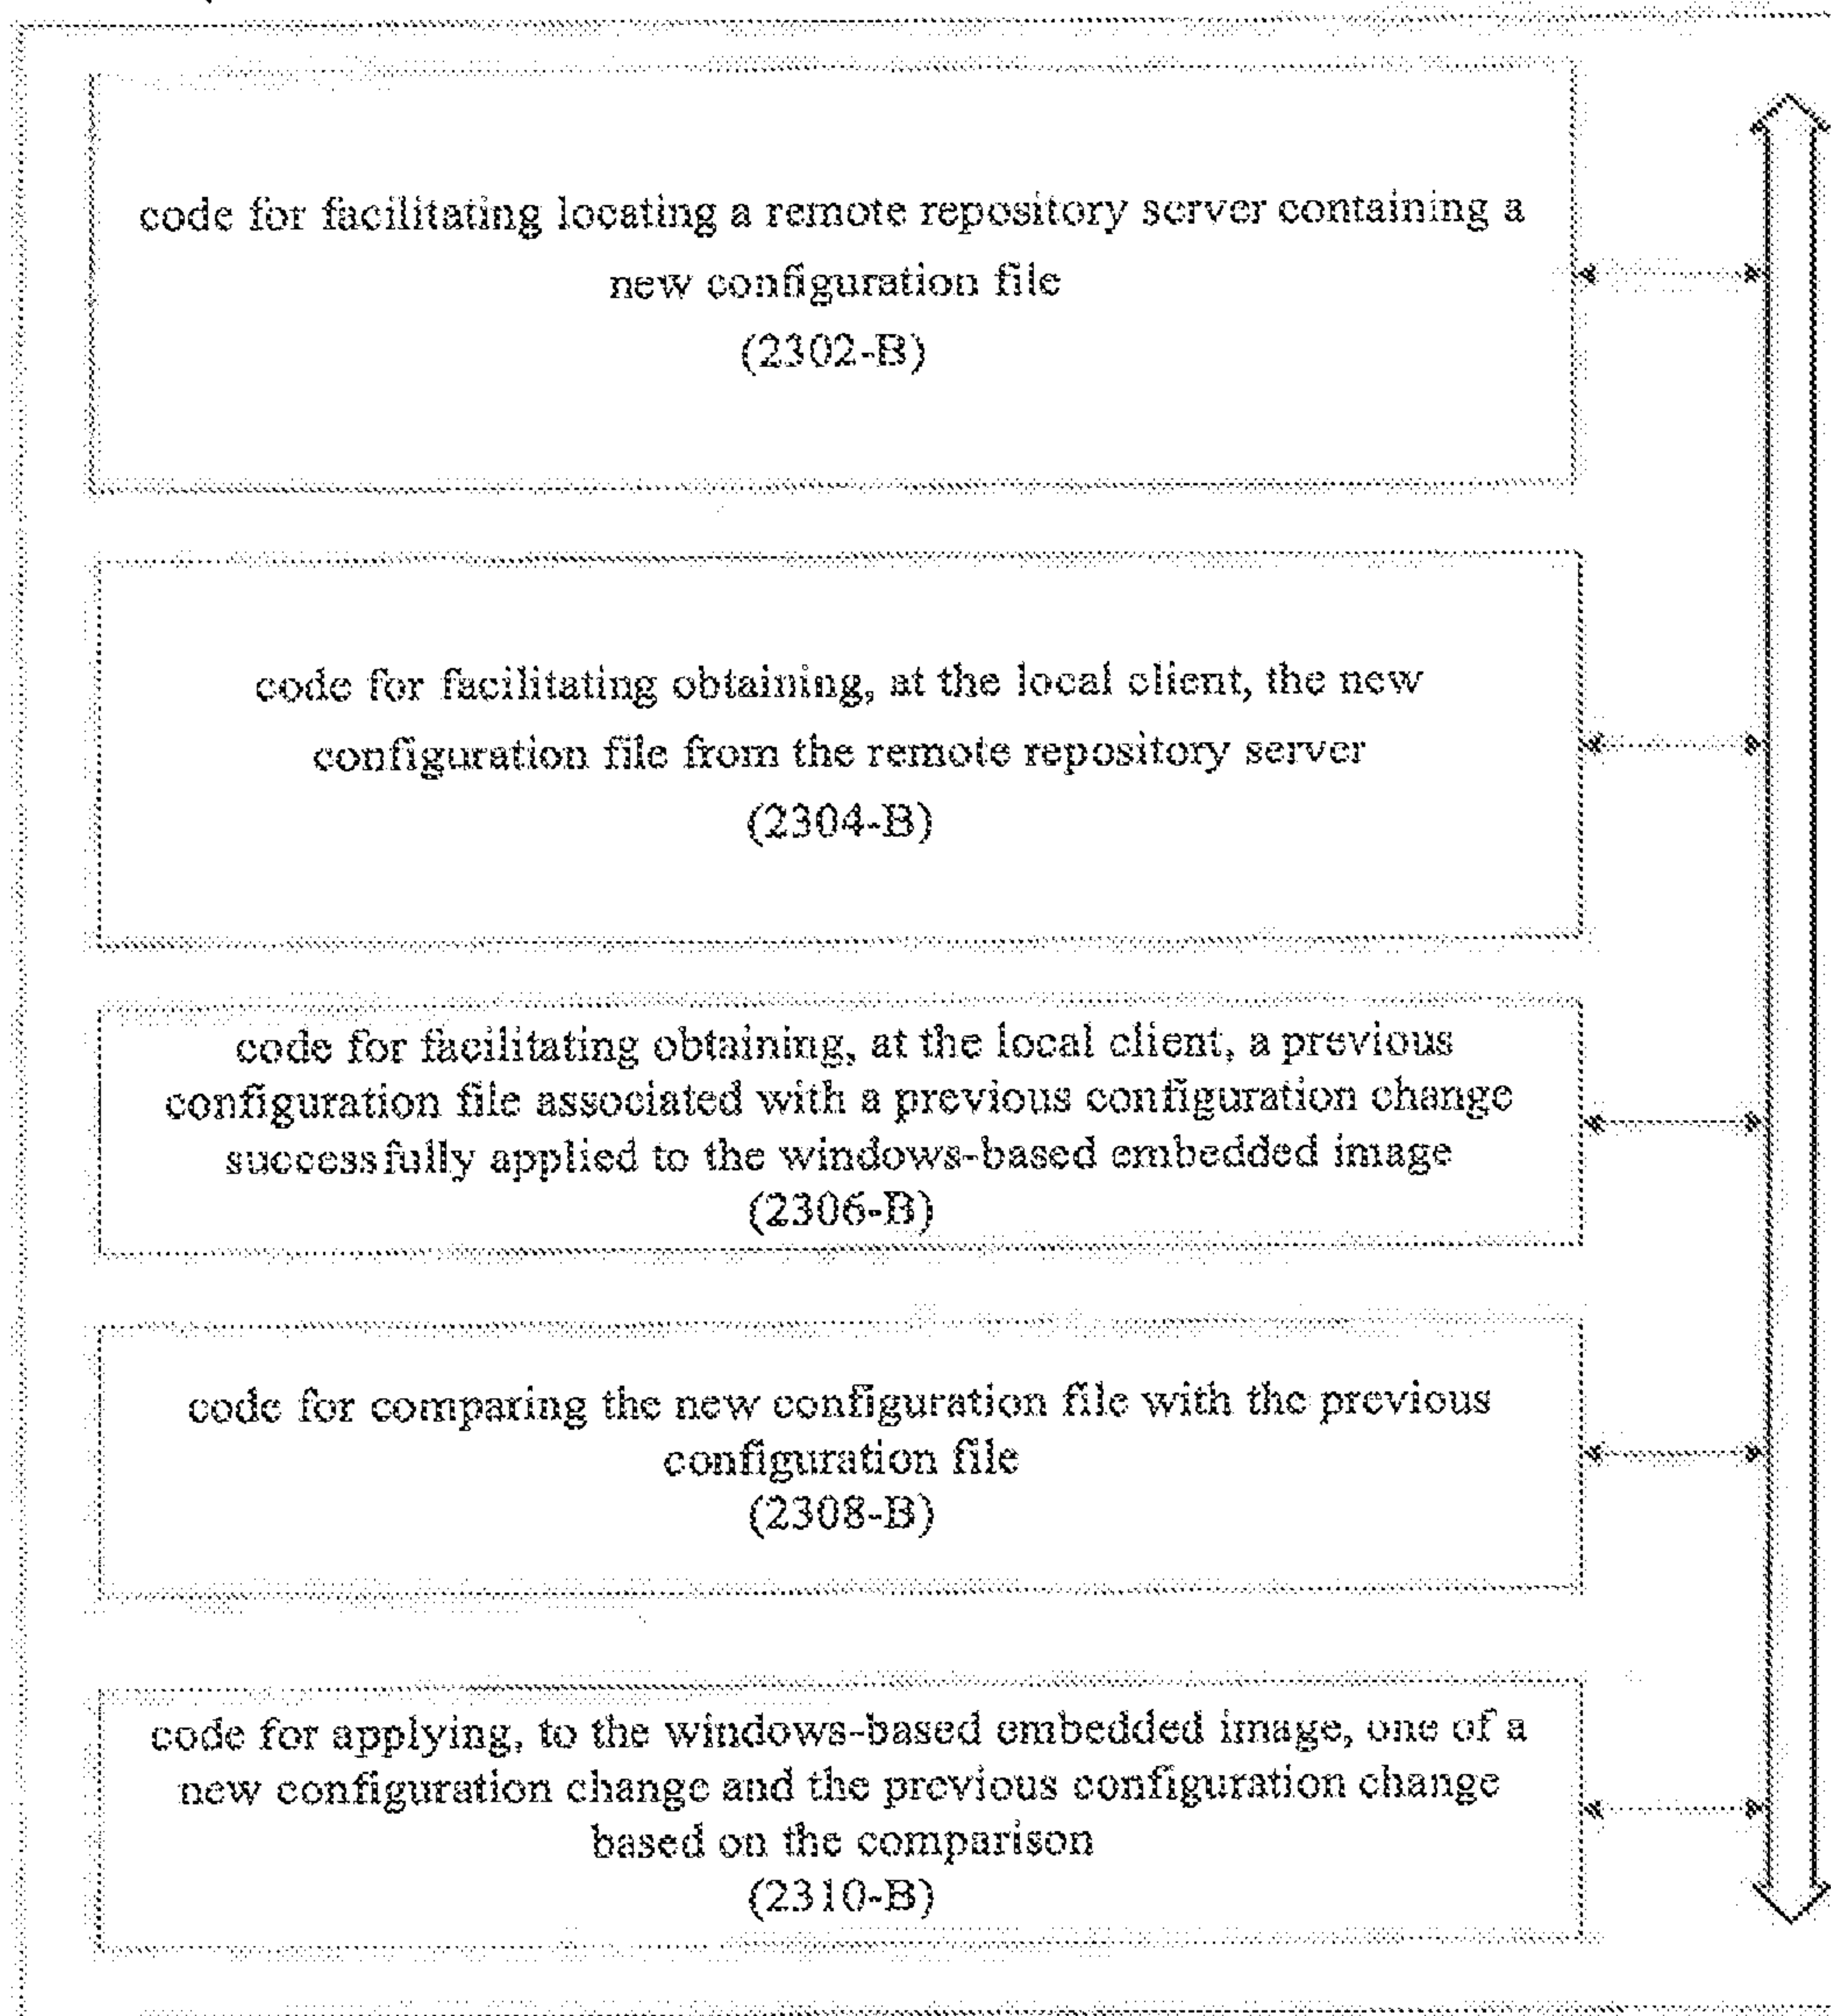 code for facilitating locating a remote repository server containing a
new configuration file
(2302-B)
code for facilitating obtaining, at the local client, the new
configuration file from the remote repository server
(2304-B)
code for facilitating obtaining, at the local client, a previous
configuration file associated with a previous configuration change
successfully applied to the windows-based embedded image
(2306-B)
code for comparing the new configuration file with the previous
configuration file
(2308-B)
code for applying, to the windows-based embedded image, one of a
new configuration change and the previous configuration change
based on the comparison
(2310-B)